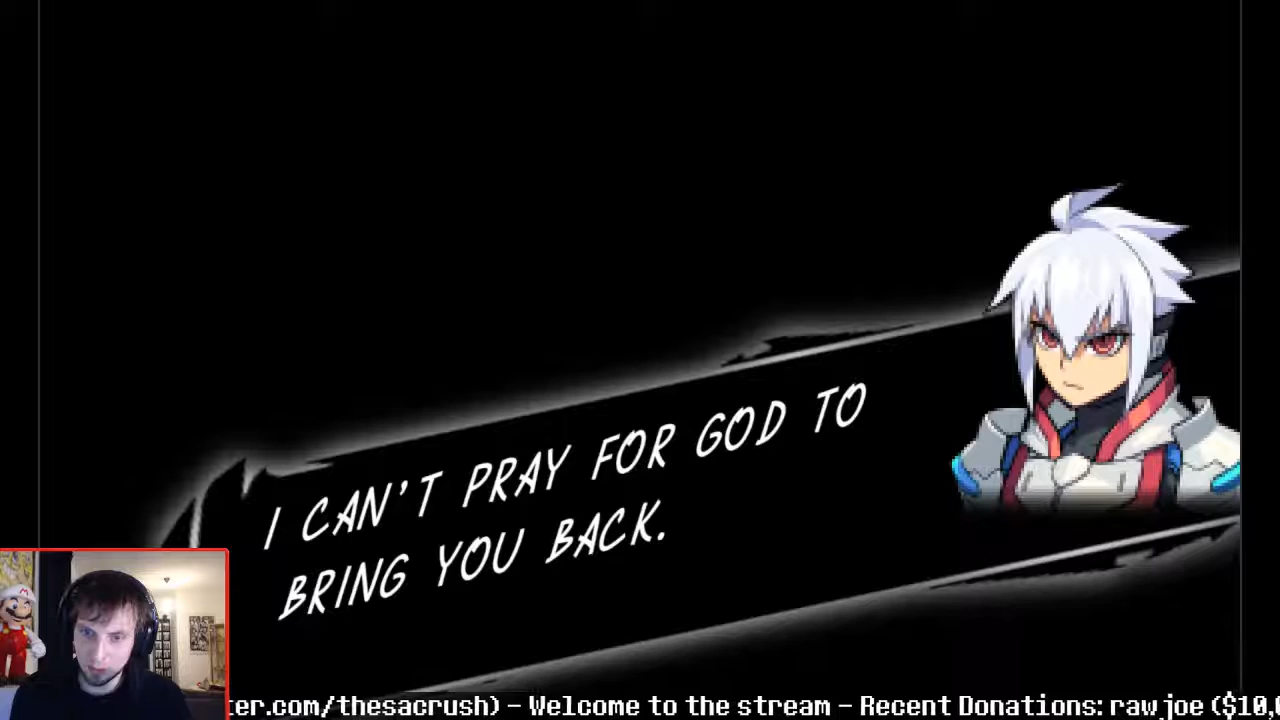 I CAN'T PRAY FOR GOD TO
BRING YOU BACK.
ter.com/thesacrush) - Welcome to the stream - Recent Donations: raw joe ($10,